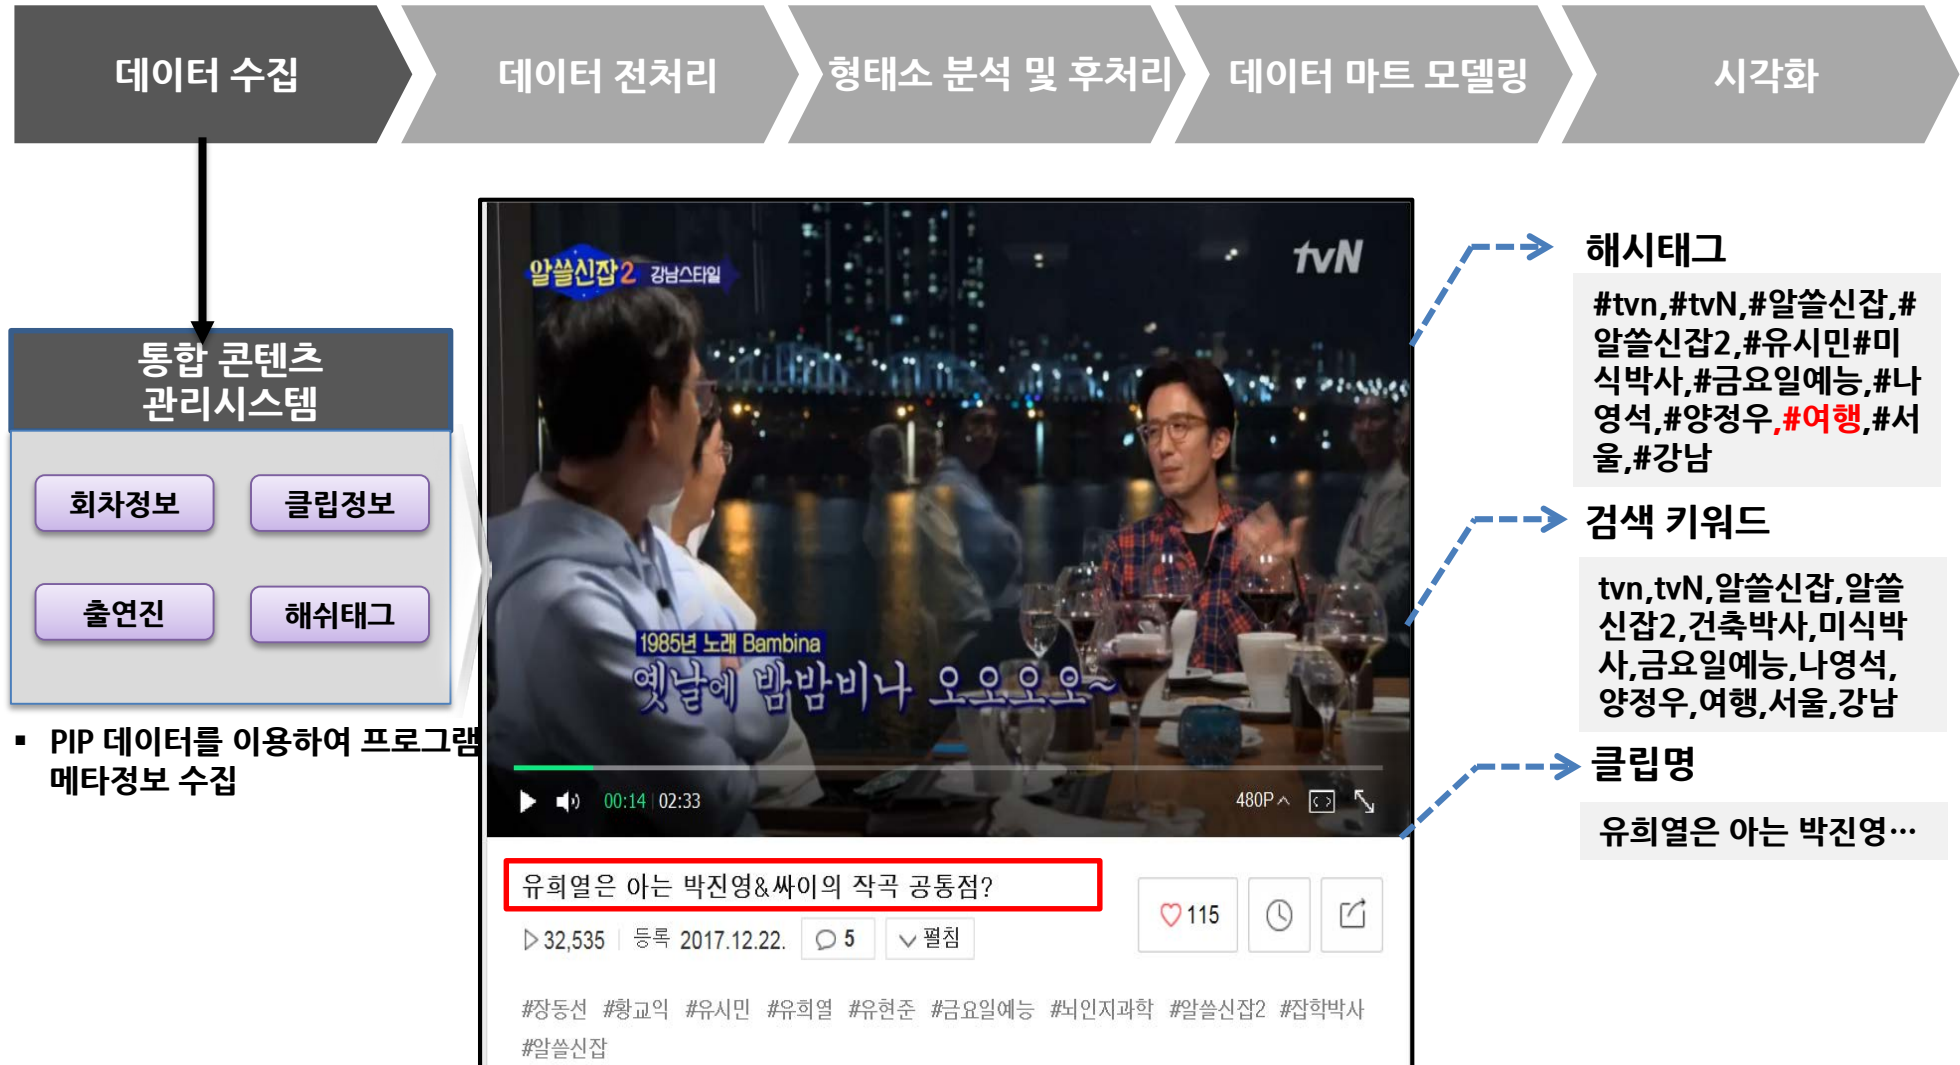 데이터 수집
데이터 전처리
형태소 분석 및 후처리
데이터 마트 모델링
시각화
통합 콘텐츠
관리시스템
회차정보
클립정보
출연진
해쉬태그
▪ PIP 데이터를 이용하여 프로그램
메타정보 수집
알쓸신잡2 강남스타일
tvN
1985년 노래 Bambina
옛날에 밤밤비나 오오오오~
00:14 02:33
480P
유희열은 아는 박진영&싸이의 작곡 공통점?
32,535 등록 2017.12.22. 5 펼침
115
#장동선 #황교익 #유시민 #유희열 #유현준 #금요일예능 #뇌인지과학 #알쓸신잡2 #잡학박사
#알쓸신잡
해시태그
#tvn,#tvN,#알쓸신잡,#
알쓸신잡2,#유시민#미
식박사,#금요일예능,#나
영석,#양정우,#여행,#서
울,#강남
검색 키워드
tvn,tvN,알쓸신잡,알쓸
신잡2,건축박사,미식박
사,금요일예능,나영석,
양정우,여행,서울,강남
클립명
유희열은 아는 박진영…